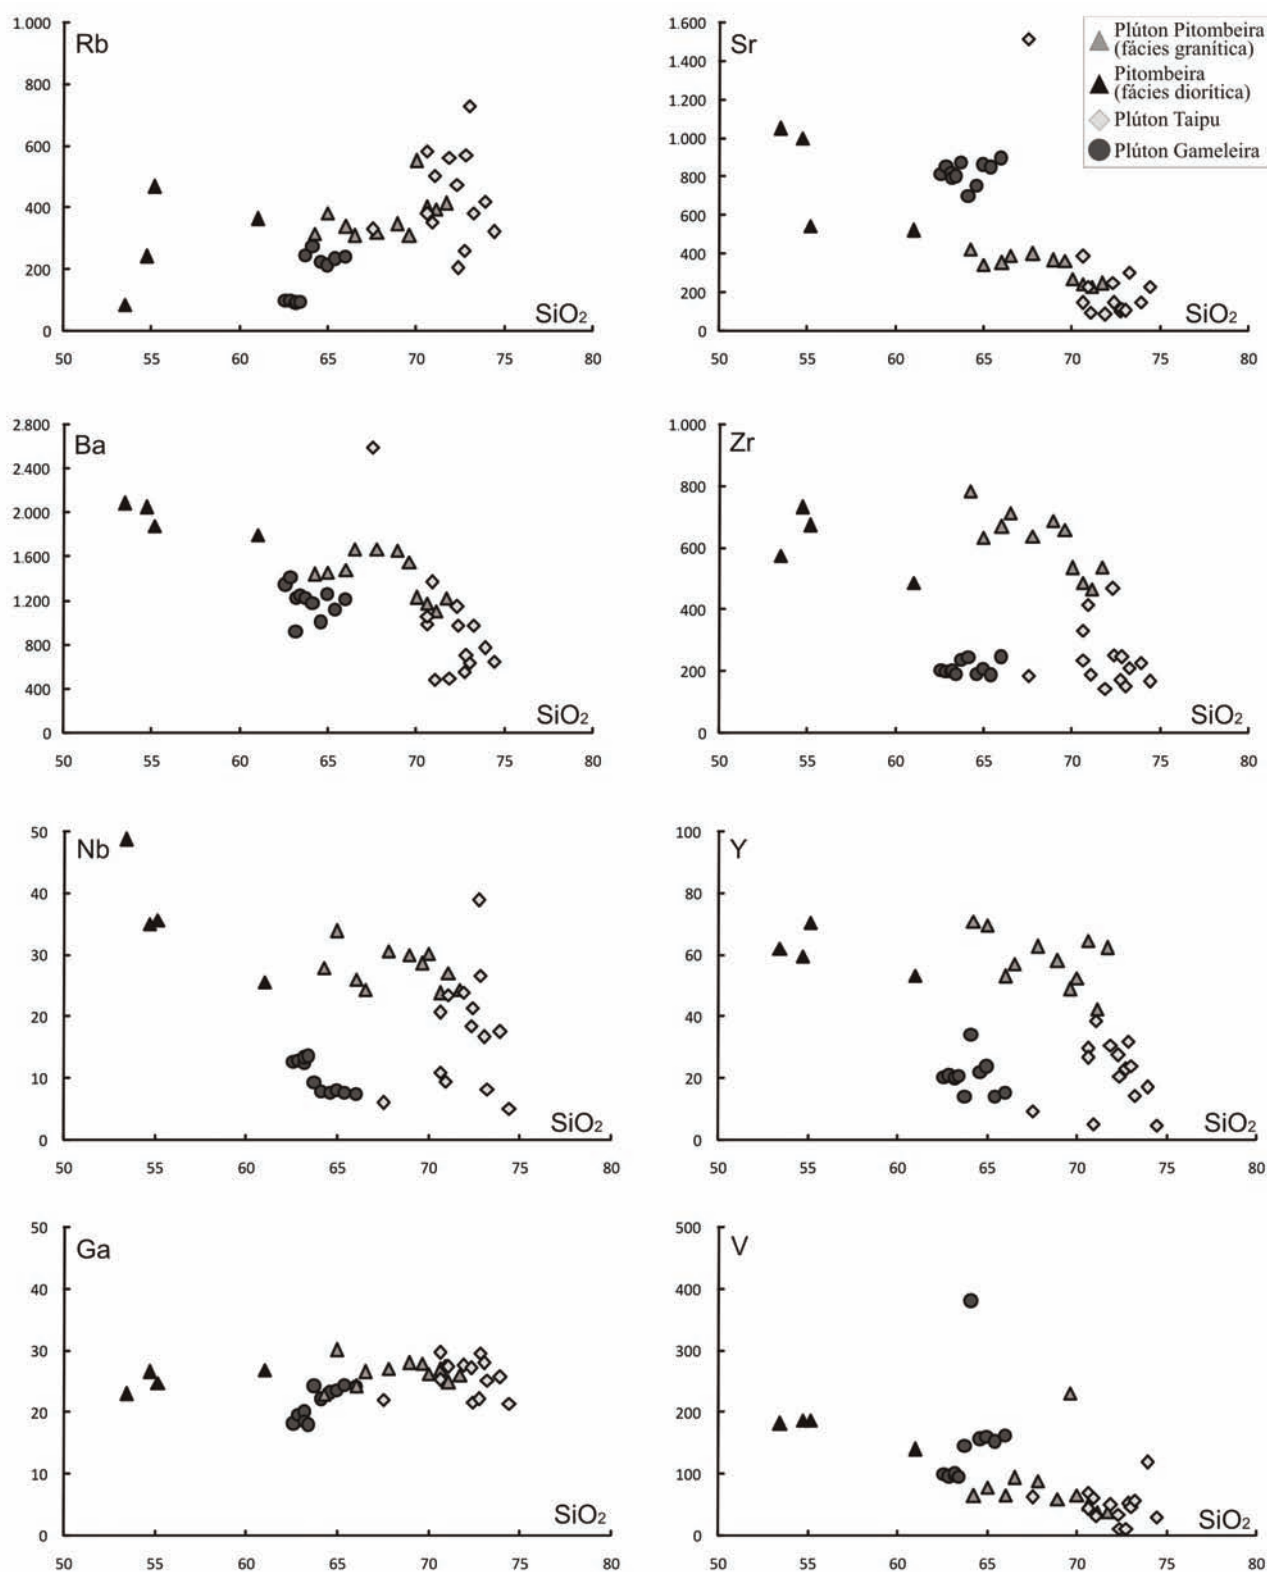 Rb
1.000
800
600
400
200
0
SiO2
50 55 60 65 70 75 80
Sr
1.600
1.400
1.200
1.000
800
600
400
200
0
SiO2
50 55 60 65 70 75 80
Plúton Pitombeira
(fácies granítica)
Pitombeira
(fácies diorítica)
Plúton Taipu
Plúton Gameleira
Ba
2.800
2.400
2.000
1.600
1.200
800
400
0
SiO2
50 55 60 65 70 75 80
Zr
1.000
800
600
400
200
0
SiO2
50 55 60 65 70 75 80
Nb
50
40
30
20
10
0
SiO2
50 55 60 65 70 75 80
Y
100
80
60
40
20
0
SiO2
50 55 60 65 70 75 80
Ga
50
40
30
20
10
0
SiO2
50 55 60 65 70 75 80
V
500
400
300
200
100
0
SiO2
50 55 60 65 70 75 80